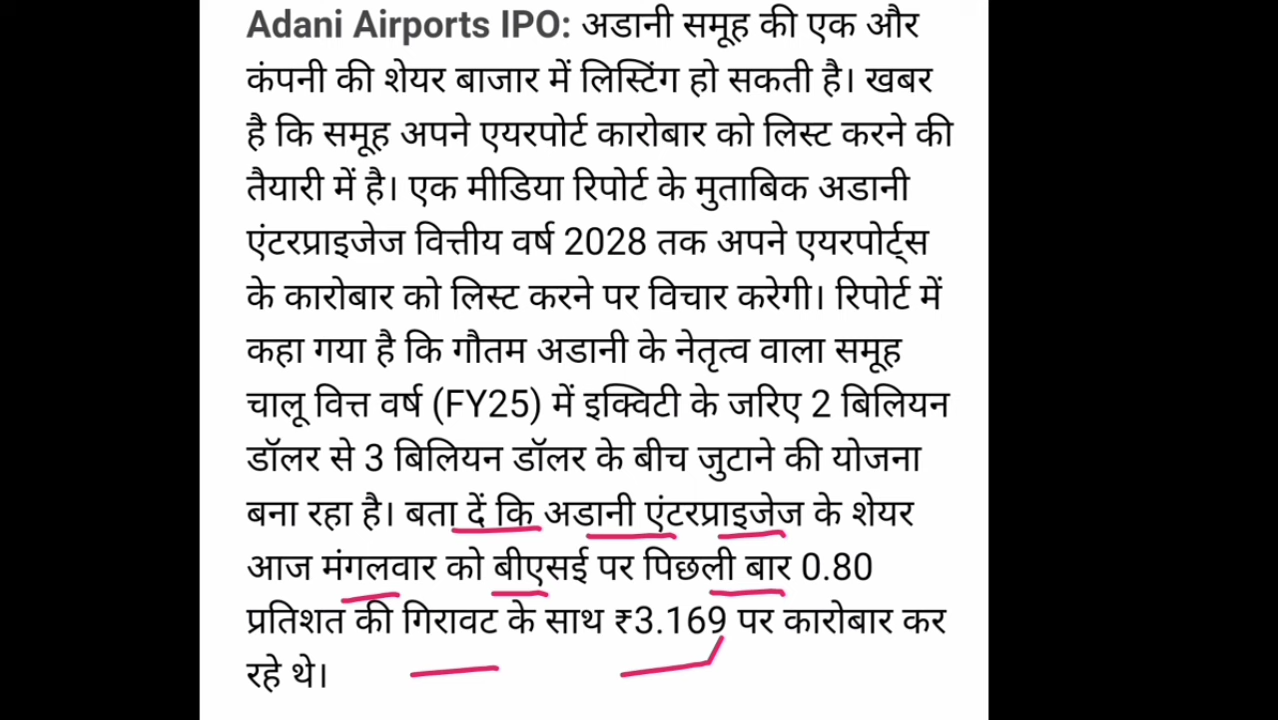 Adani Airports IPO: अडानी समूह की एक और
कंपनी की शेयर बाजार में लिस्टिंग हो सकती है। खबर
है कि समूह अपने एयरपोर्ट कारोबार को लिस्ट करने की
तैयारी में है। एक मीडिया रिपोर्ट के मुताबिक अडानी
एंटरप्राइजेज वित्तीय वर्ष 2028 तक अपने एयरपोर्ट्स
के कारोबार को लिस्ट करने पर विचार करेगी। रिपोर्ट में
कहा गया है कि गौतम अडानी के नेतृत्व वाला समूह
चालू वित्त वर्ष (FY25) में इक्विटी के जरिए 2 बिलियन
डॉलर से 3 बिलियन डॉलर के बीच जुटाने की योजना
बना रहा है। बता दें कि अडानी एंटरप्राइजेज के शेयर
आज मंगलवार को बीएसई पर पिछली बार 0.80
प्रतिशत की गिरावट के साथ ₹3.169 पर कारोबार कर
रहे थे।